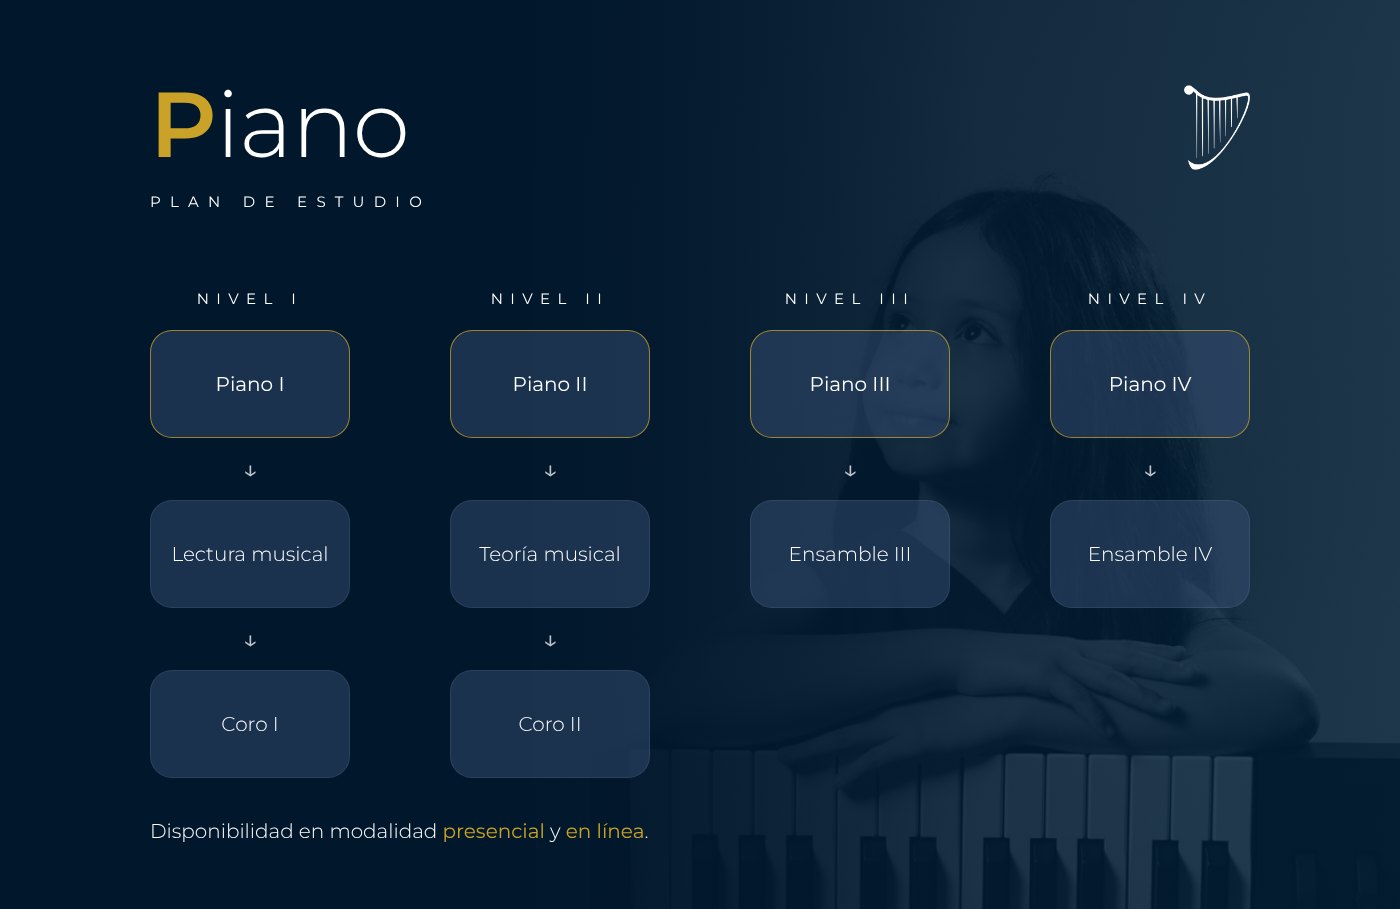 Piano
PLAN DE ESTUDIO
NIVEL I
Piano I
↓
Lectura musical
↓
Coro I
NIVEL II
Piano II
↓
Teoría musical
↓
Coro II
NIVEL III
Piano III
↓
Ensamble III
NIVEL IV
Piano IV
↓
Ensamble IV
Disponibilidad en modalidad presencial y en línea.